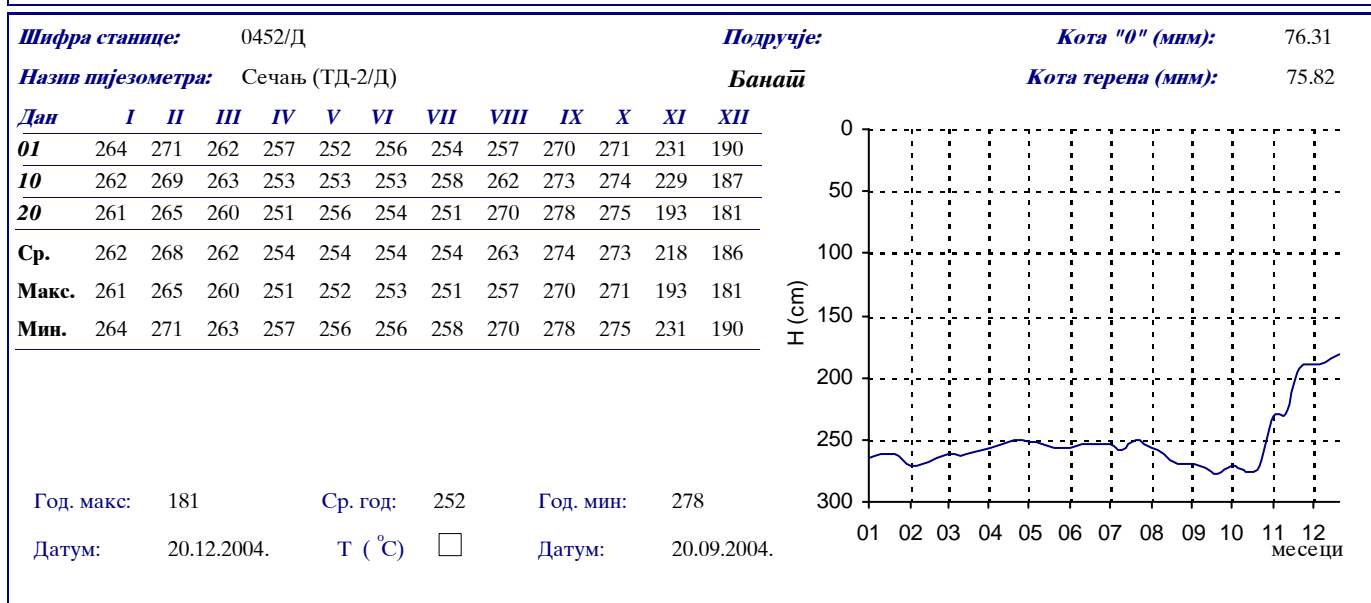 Шифра станице: 0452/Д Подручје: Кота "0" (мнм): 76.31
Назив пијезометра: Сечањ (ТД-2/Д) Банат Кота терена (мнм): 75.82
Дан I II III IV V VI VII VIII IX X XI XII
01 264 271 262 257 252 256 254 257 270 271 231 190
10 262 269 263 253 253 253 258 262 273 274 229 187
20 261 265 260 251 256 254 251 270 278 275 193 181
Ср. 262 268 262 254 254 254 254 263 274 273 218 186
Макс. 261 265 260 251 252 253 251 257 270 271 193 181
Мин. 264 271 263 257 256 256 258 270 278 275 231 190
0
50
100
150
200
250
300
H (cm)
01 02 03 04 05 06 07 08 09 10 11 12
месеци
Год. макс: 181 Ср. год: 252 Год. мин: 278
Датум: 20.12.2004. Т (°C) Датум: 20.09.2004.